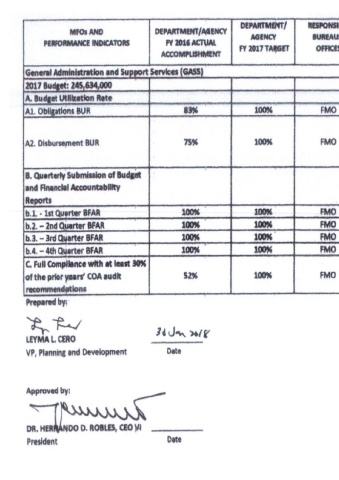 MFOs AND
PERFORMANCE INDICATORS
DEPARTMENT/AGENCY
FY 2016 ACTUAL
ACCOMPLISHMENT
DEPARTMENT/
AGENCY
FY 2017 TARGET
RESPONSI
BUREAU
OFFICES
General Administration and Support Services (GASS)
2017 Budget: 245,634,000
A. Budget Utilization Rate
A1. Obligations BUR 83% 100% FMO
A2. Disbursement BUR 75% 100% FMO
B. Quarterly Submission of Budget
and Financial Accountability
Reports
b.1. - 1st Quarter BFAR 100% 100% FMO
b.2. – 2nd Quarter BFAR 100% 100% FMO
b.3. – 3rd Quarter BFAR 100% 100% FMO
b.4. – 4th Quarter BFAR 100% 100% FMO
C. Full Compliance with at least 30%
of the prior years' COA audit 52% 100% FMO
recommendations
Prepared by:
LEYMA L. CERO
VP, Planning and Development
Date
Approved by:
DR. HERNANDO D. ROBLES, CEO VI
President
Date